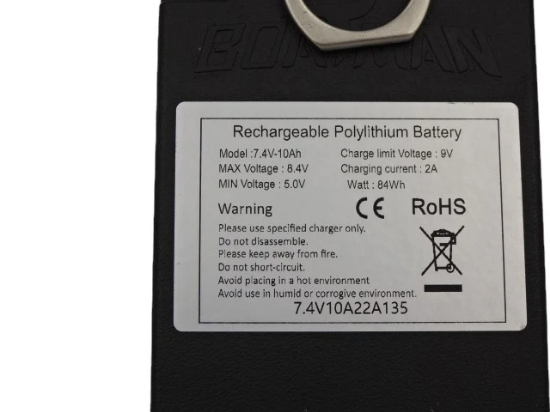 BOATMAN
Rechargeable Polylithium Battery
Model :7.4V-10Ah Charge limit Voltage : 9V
MAX Voltage : 8.4V Charging current : 2A
MIN Voltage : 5.0V Watt : 84Wh
Warning CE RoHS
Please use specified charger only.
Do not disassemble.
Please keep away from fire.
Do not short-circuit.
Avoid placing in a hot environment
Avoid use in humid or corrogive environment.
7.4V10A22A135